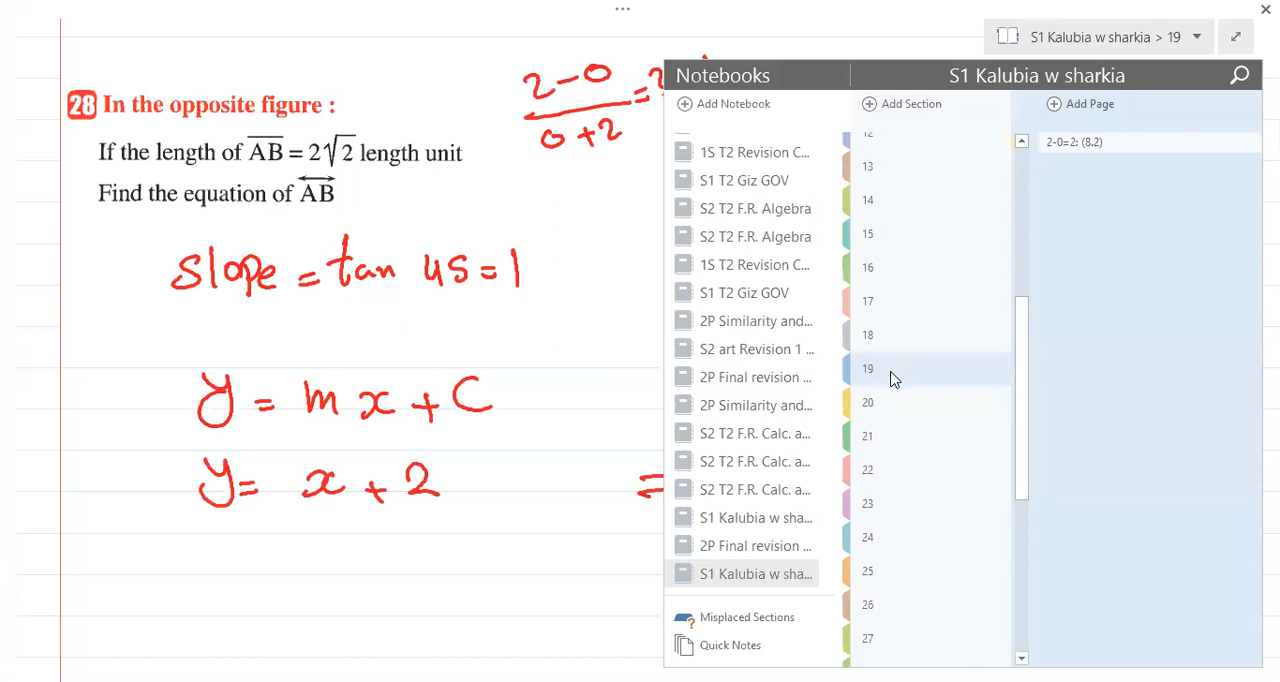 S1 Kalubia w sharkia > 19
28 In the opposite figure :
If the length of AB = 2√2 length unit
Find the equation of AB
2-0
0+2
=
slope = tan 45 = 1
y = mx + C
y = x + 2
=
Notebooks
S1 Kalubia w sharkia
Add Notebook
Add Section
Add Page
1S T2 Revision C...
S1 T2 Giz GOV
S2 T2 F.R. Algebra
S2 T2 F.R. Algebra
1S T2 Revision C...
S1 T2 Giz GOV
2P Similarity and...
S2 art Revision 1 ...
2P Final revision ...
2P Similarity and...
S2 T2 F.R. Calc. a...
S2 T2 F.R. Calc. a...
S2 T2 F.R. Calc. a...
S1 Kalubia w sha...
2P Final revision ...
S1 Kalubia w sha...
Misplaced Sections
Quick Notes
12
13
14
15
16
17
18
19
20
21
22
23
24
25
26
27
2-0=2: (8.2)